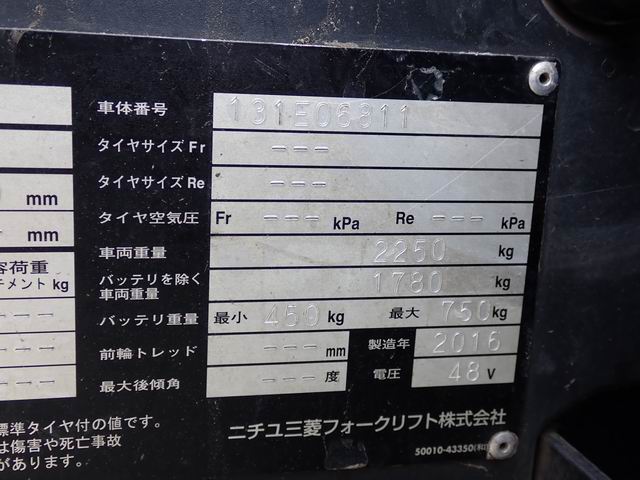 車体番号 131E06811
タイヤサイズ Fr ---
タイヤサイズ Re ---
mm
タイヤ空気圧 Fr --- kPa Re --- kPa
mm
車両重量 2250 kg
容荷重
バッテリを除く
車両重量 1780 kg
チメント kg
バッテリ重量 最小 450 kg 最大 750 kg
---
前輪トレッド --- mm 製造年 2016
---
最大後傾角 --- 度 電圧 48 V
---
標準タイヤ付の値です。
ニチユ三菱フォークリフト株式会社
は傷害や死亡事故
があります。
50010-43350(和)